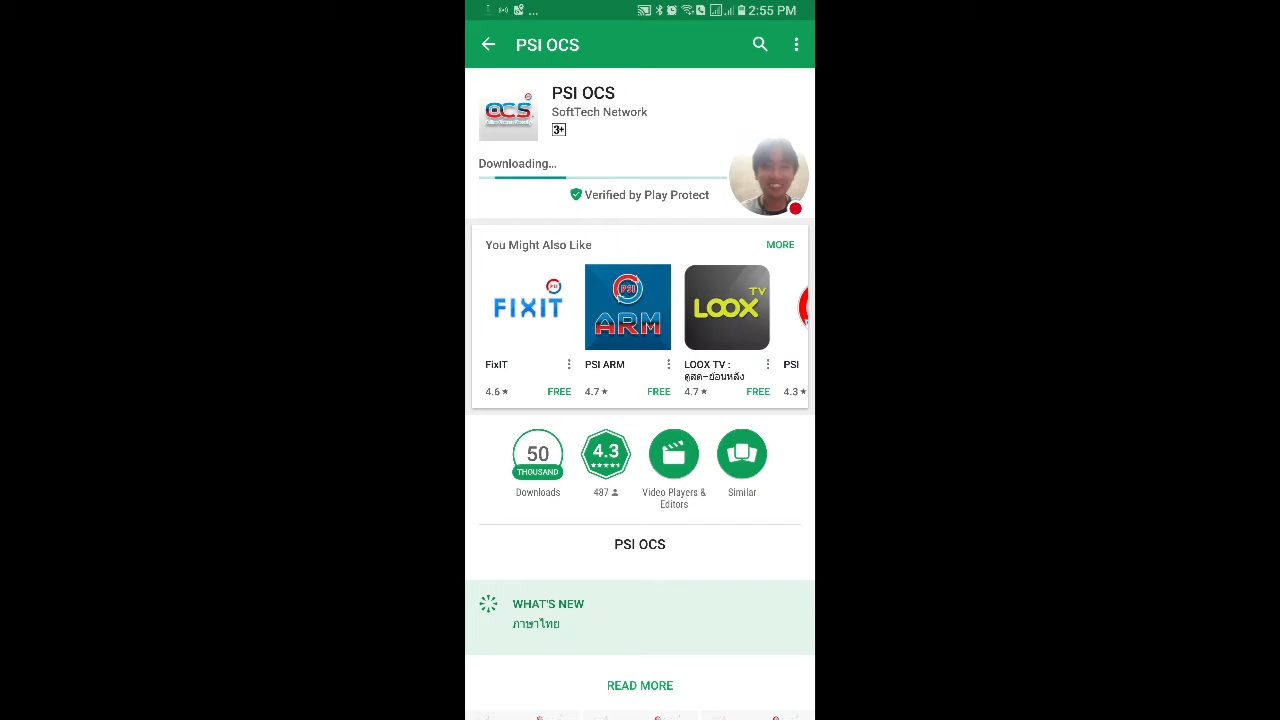 ... 2:55 PM
PSI OCS
OCS
PSI OCS
SoftTech Network
3+
Downloading...
Verified by Play Protect
You Might Also Like MORE
FIXIT
PSI
ARM
LOOX TV
FixIT
PSI ARM
LOOX TV :
ดูสด-ย้อนหลัง
PSI
4.6 ★ FREE
4.7 ★ FREE
4.7 ★ FREE
4.3 ★
50
THOUSAND
Downloads
4.3
487
Video Players &
Editors
Similar
PSI OCS
WHAT'S NEW
ภาษาไทย
READ MORE